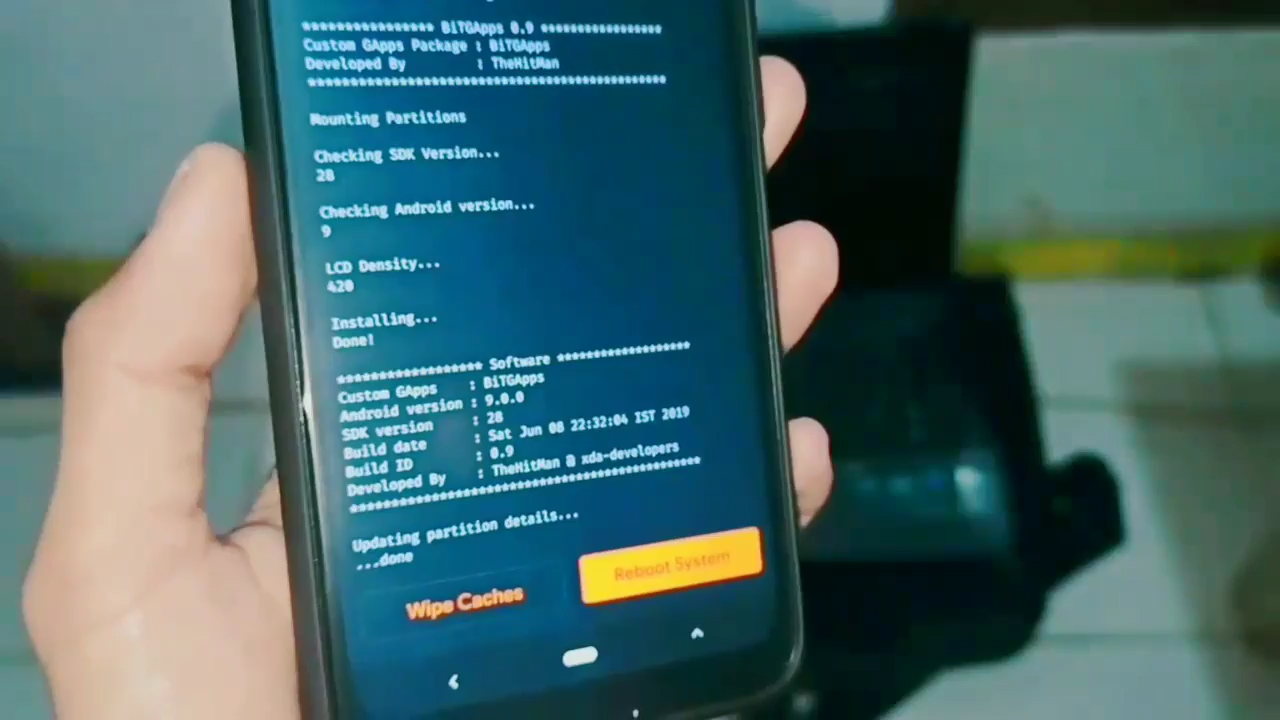 ***************** BiTGApps 0.9 *****************
Custom GApps Package : BiTGApps
Developed By : TheHitMan
**************************************************
Mounting Partitions
Checking SDK Version...
28
Checking Android version...
9
LCD Density...
420
Installing...
Done!
****************** Software ******************
Custom GApps : BiTGApps
Android version : 9.0.0
SDK version : 28
Build date : Sat Jun 08 22:32:04 IST 2019
Build ID : 0.9
Developed By : TheHitMan @ xda-developers
**************************************************
Updating partition details...
...done
Wipe Caches
Reboot System